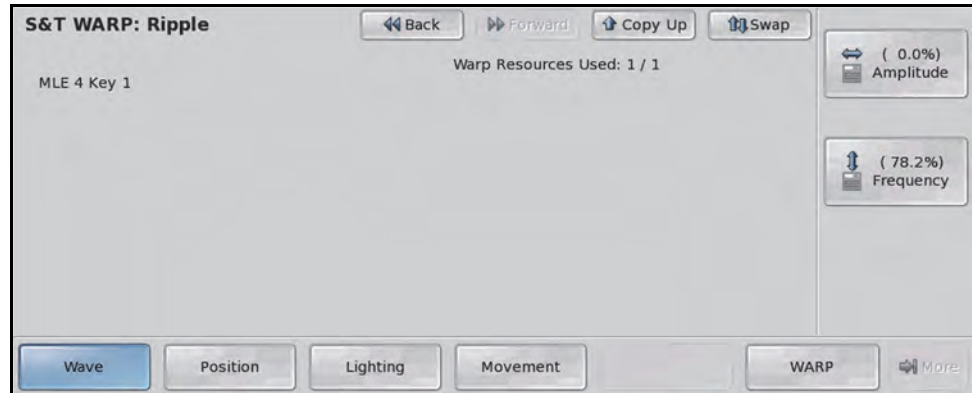 S&T WARP: Ripple
Back
Forward
Copy Up
Swap
Warp Resources Used: 1 / 1
MLE 4 Key 1
( 0.0%)
Amplitude
( 78.2%)
Frequency
Wave
Position
Lighting
Movement
WARP
More